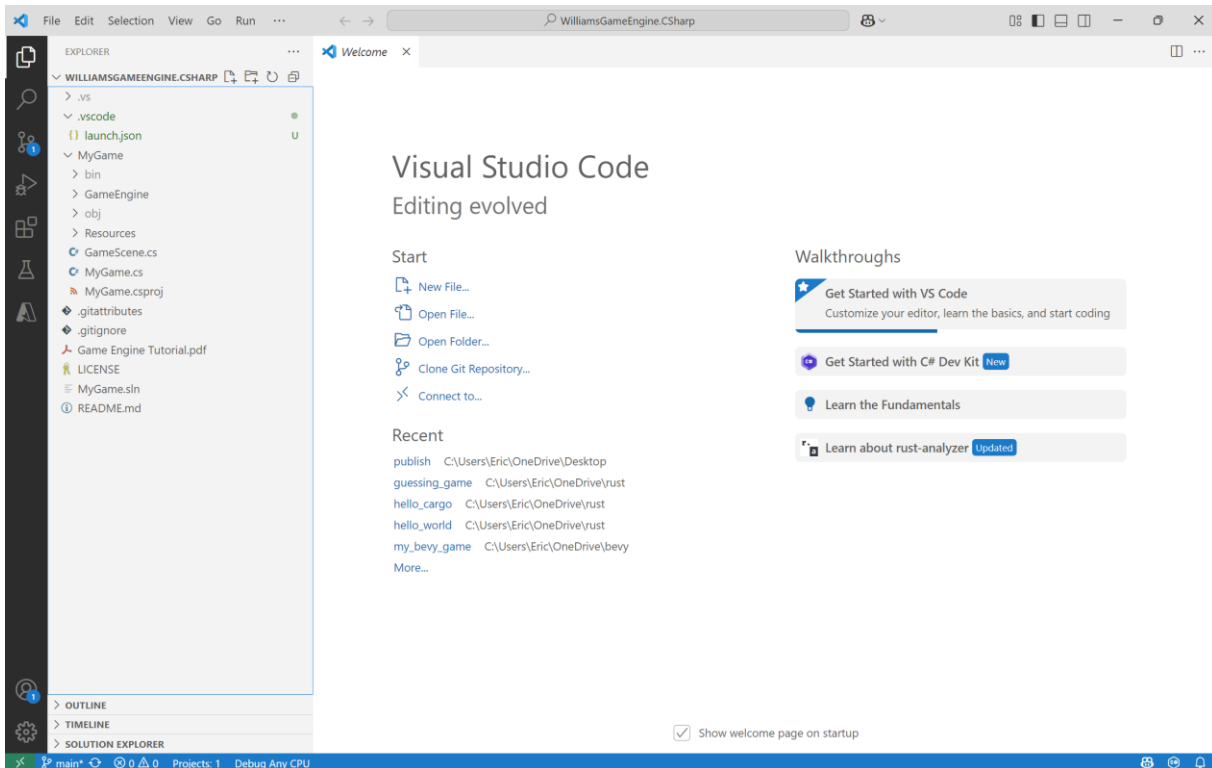 File Edit Selection View Go Run ... WilliamsGameEngine.CSharp
EXPLORER ...
Welcome
WILLIAMSGAMEENGINE.CSHARP
.vs
.vscode
{} launch.json U
MyGame
bin
GameEngine
obj
Resources
GameScene.cs
MyGame.cs
MyGame.csproj
.gitattributes
.gitignore
Game Engine Tutorial.pdf
LICENSE
MyGame.sln
README.md
OUTLINE
TIMELINE
SOLUTION EXPLORER
1
1
Visual Studio Code
Editing evolved
Start
New File...
Open File...
Open Folder...
Clone Git Repository...
Connect to...
Recent
publish C:\Users\Eric\OneDrive\Desktop
guessing_game C:\Users\Eric\OneDrive\rust
hello_cargo C:\Users\Eric\OneDrive\rust
hello_world C:\Users\Eric\OneDrive\rust
my_bevy_game C:\Users\Eric\OneDrive\bevy
More...
Walkthroughs
Get Started with VS Code
Customize your editor, learn the basics, and start coding
Get Started with C# Dev Kit New
Learn the Fundamentals
r.a Learn about rust-analyzer Updated
Show welcome page on startup
main* 0 0 Projects: 1 Debug Any CPU